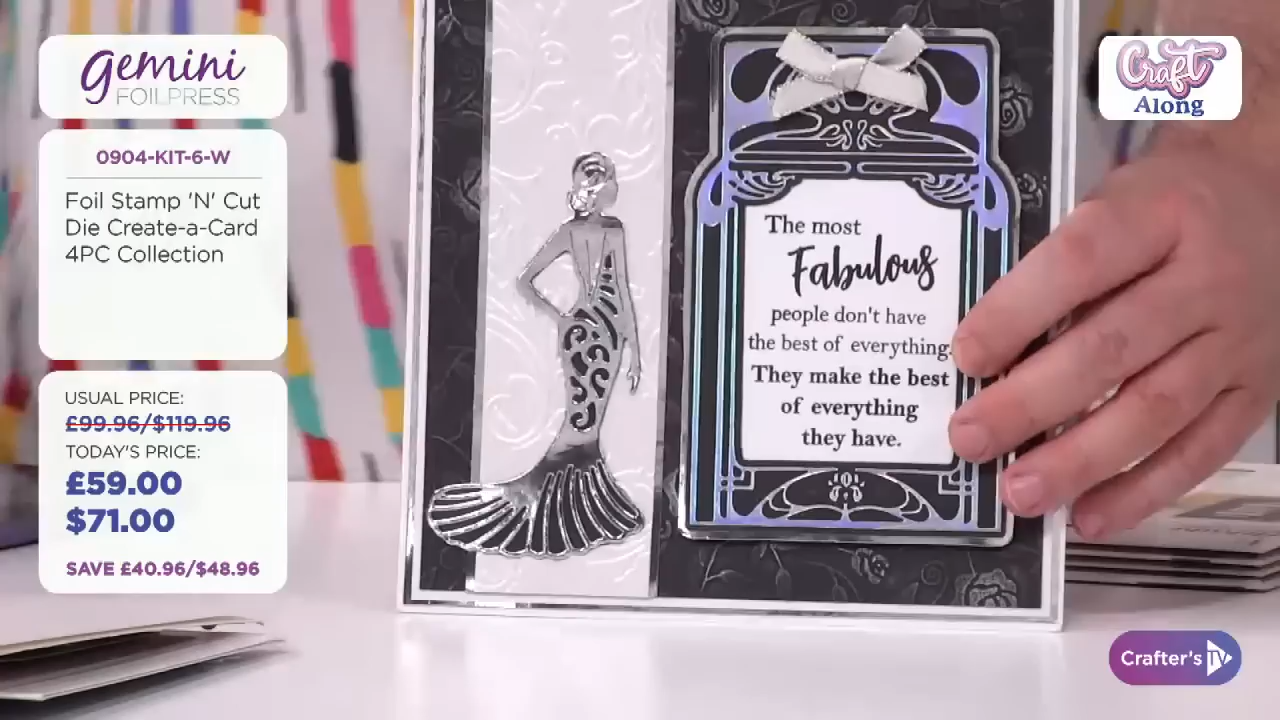 gemini
FOILPRESS
0904-KIT-6-W
Foil Stamp 'N' Cut
Die Create-a-Card
4PC Collection
USUAL PRICE:
£99.96/$119.96
TODAY'S PRICE:
£59.00
$71.00
SAVE £40.96/$48.96
The most
Fabulous
people don't have
the best of everything.
They make the best
of everything
they have.
Craft
Along
Crafter's TV